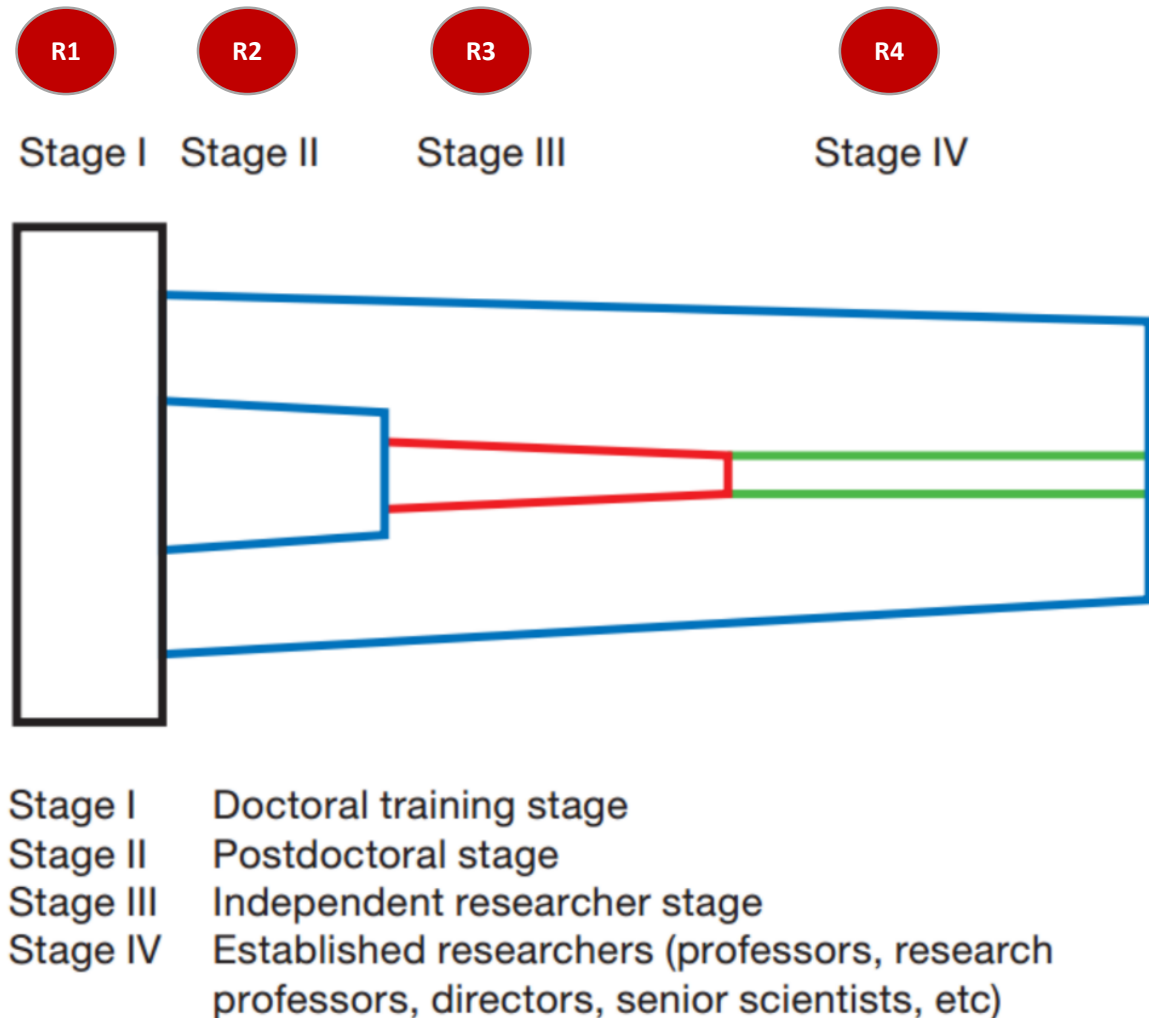 R1 R2 R3 R4
Stage I Stage II Stage III Stage IV
Stage I Doctoral training stage
Stage II Postdoctoral stage
Stage III Independent researcher stage
Stage IV Established researchers (professors, research
professors, directors, senior scientists, etc)